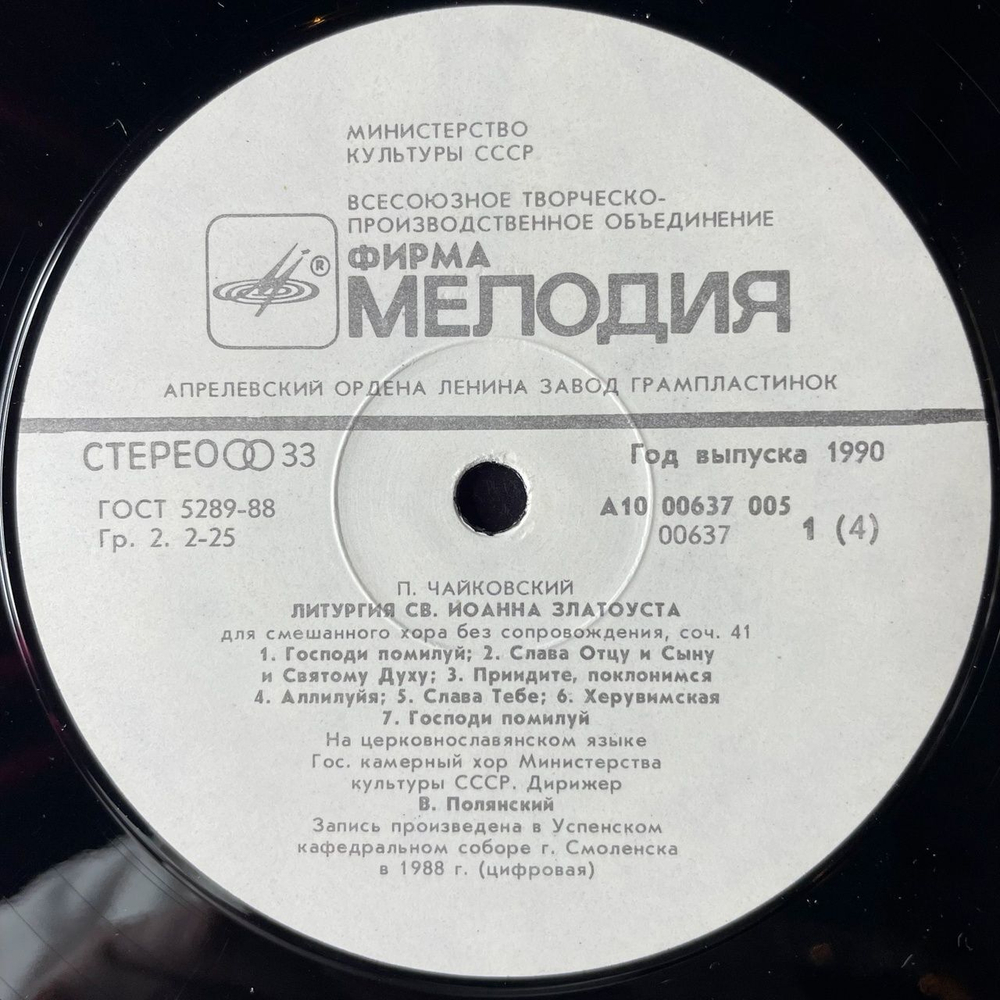 МИНИСТЕРСТВО
КУЛЬТУРЫ СССР
ВСЕСОЮЗНОЕ ТВОРЧЕСКО-
ПРОИЗВОДСТВЕННОЕ ОБЪЕДИНЕНИЕ
®
ФИРМА
МЕЛОДИЯ
АПРЕЛЕВСКИЙ ОРДЕНА ЛЕНИНА ЗАВОД ГРАМПЛАСТИНОК
СТЕРЕО 33
Год выпуска 1990
ГОСТ 5289-88
А10 00637 005
Гр. 2. 2-25
00637
1 (4)
П. ЧАЙКОВСКИЙ
ЛИТУРГИЯ СВ. ИОАННА ЗЛАТОУСТА
для смешанного хора без сопровождения, соч. 41
1. Господи помилуй; 2. Слава Отцу и Сыну
и Святому Духу; 3. Приидите, поклонимся
4. Аллилуйя; 5. Слава Тебе; 6. Херувимская
7. Господи помилуй
На церковнославянском языке
Гос. камерный хор Министерства
культуры СССР. Дирижер
В. Полянский
Запись произведена в Успенском
кафедральном соборе г. Смоленска
в 1988 г. (цифровая)